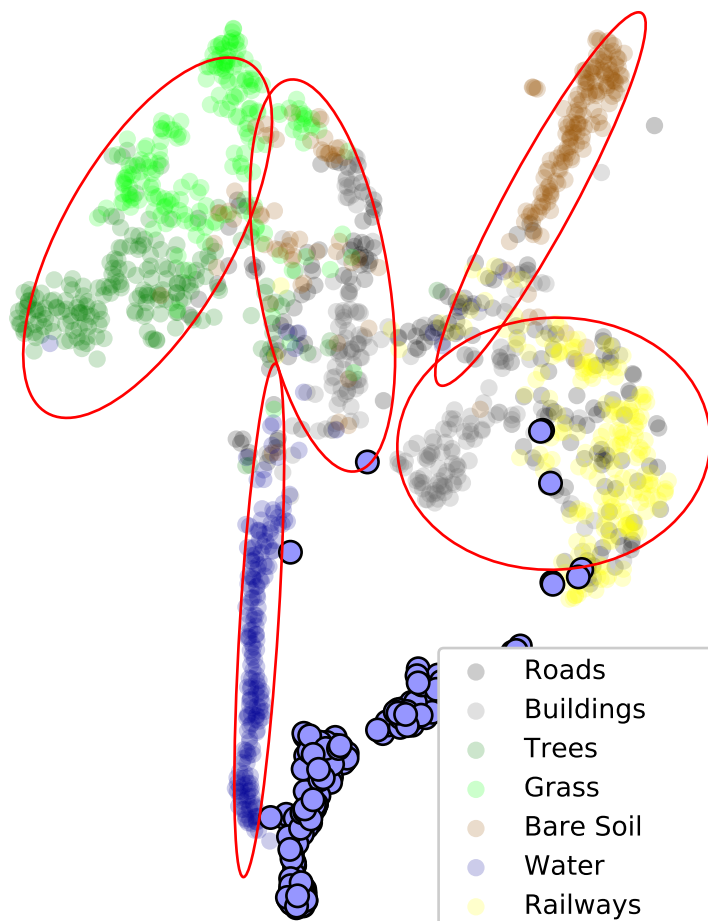 Roads
Buildings
Trees
Grass
Bare Soil
Water
Railways